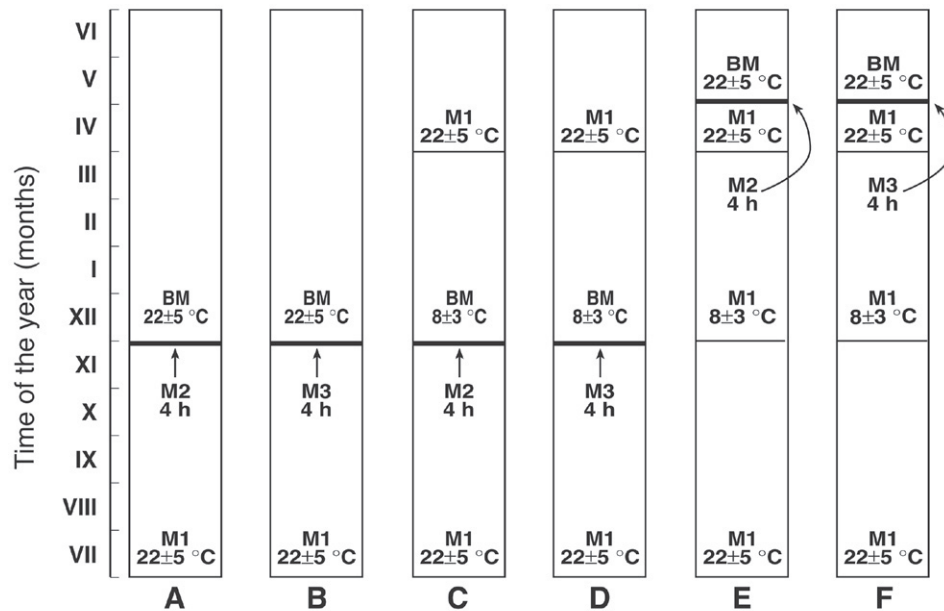 Time of the year (months)
VI
V
IV
III
II
I
XII
XI
X
IX
VIII
VII
BM
22±5 °C
M2
4 h
M1
22±5 °C
A
BM
22±5 °C
M3
4 h
M1
22±5 °C
B
M1
22±5 °C
BM
8±3 °C
M2
4 h
M1
22±5 °C
C
M1
22±5 °C
BM
8±3 °C
M3
4 h
M1
22±5 °C
D
BM
22±5 °C
M1
22±5 °C
M2
4 h
M1
8±3 °C
M1
22±5 °C
E
BM
22±5 °C
M1
22±5 °C
M3
4 h
M1
8±3 °C
M1
22±5 °C
F